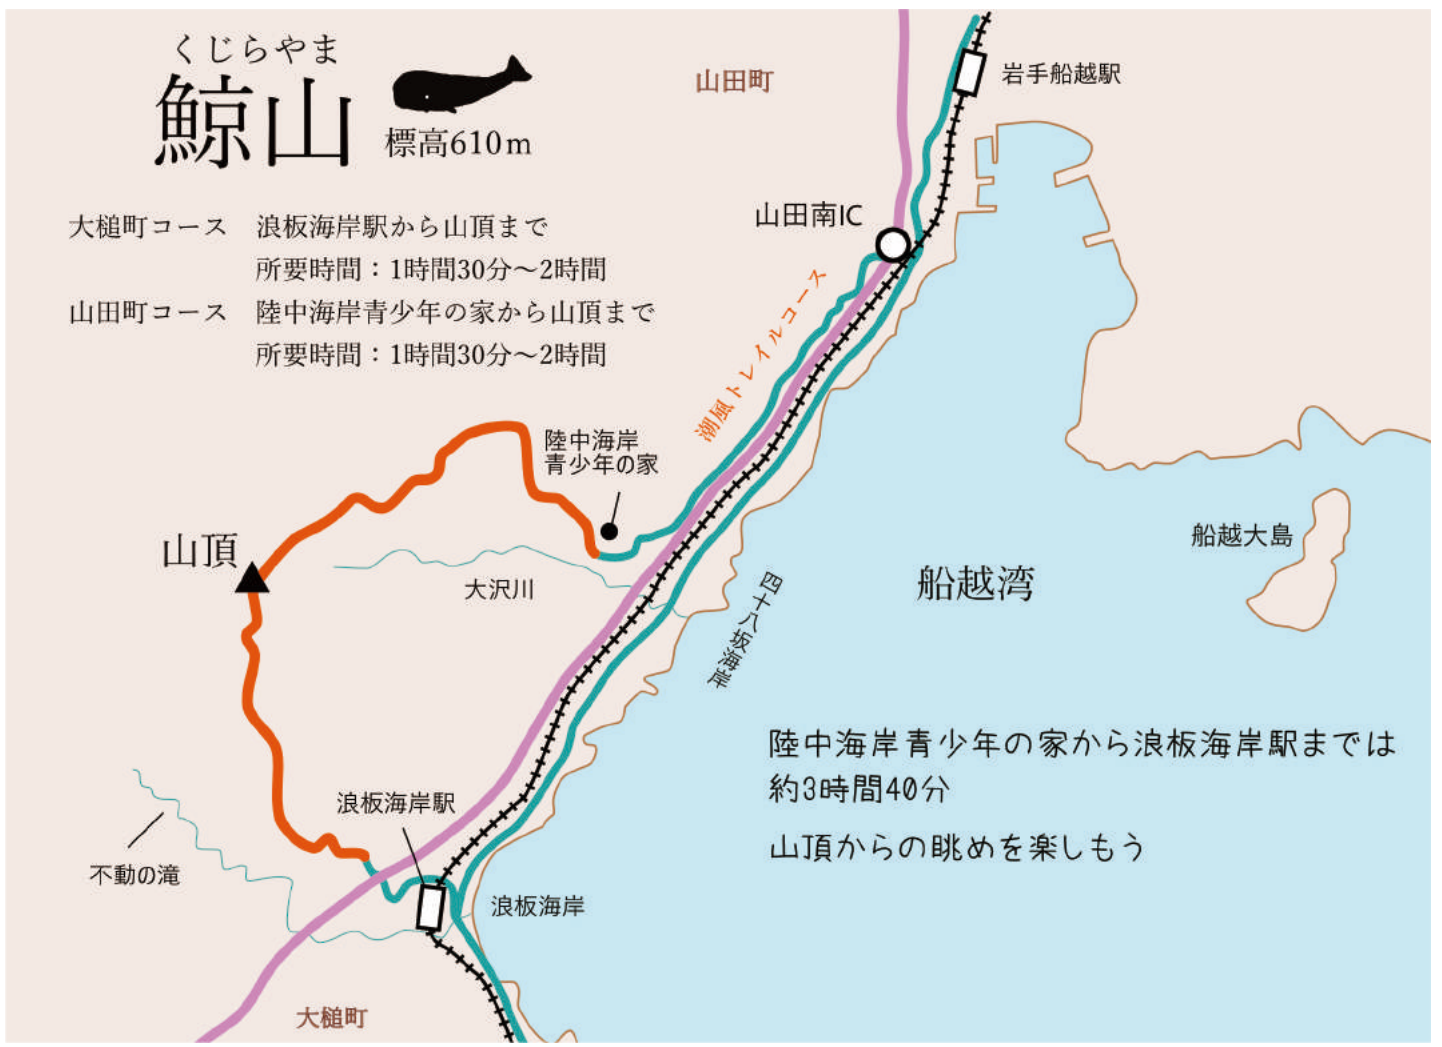 くじらやま
鯨山
標高610m
大槌町コース 浪板海岸駅から山頂まで
所要時間：1時間30分～2時間
山田町コース 陸中海岸青少年の家から山頂まで
所要時間：1時間30分～2時間
山田町
岩手船越駅
山田南IC
潮風トレイルコース
陸中海岸
青少年の家
山頂
大沢川
四十八坂海岸
船越湾
船越大島
陸中海岸青少年の家から浪板海岸駅までは
約3時間40分
山頂からの眺めを楽しもう
浪板海岸駅
不動の滝
浪板海岸
大槌町